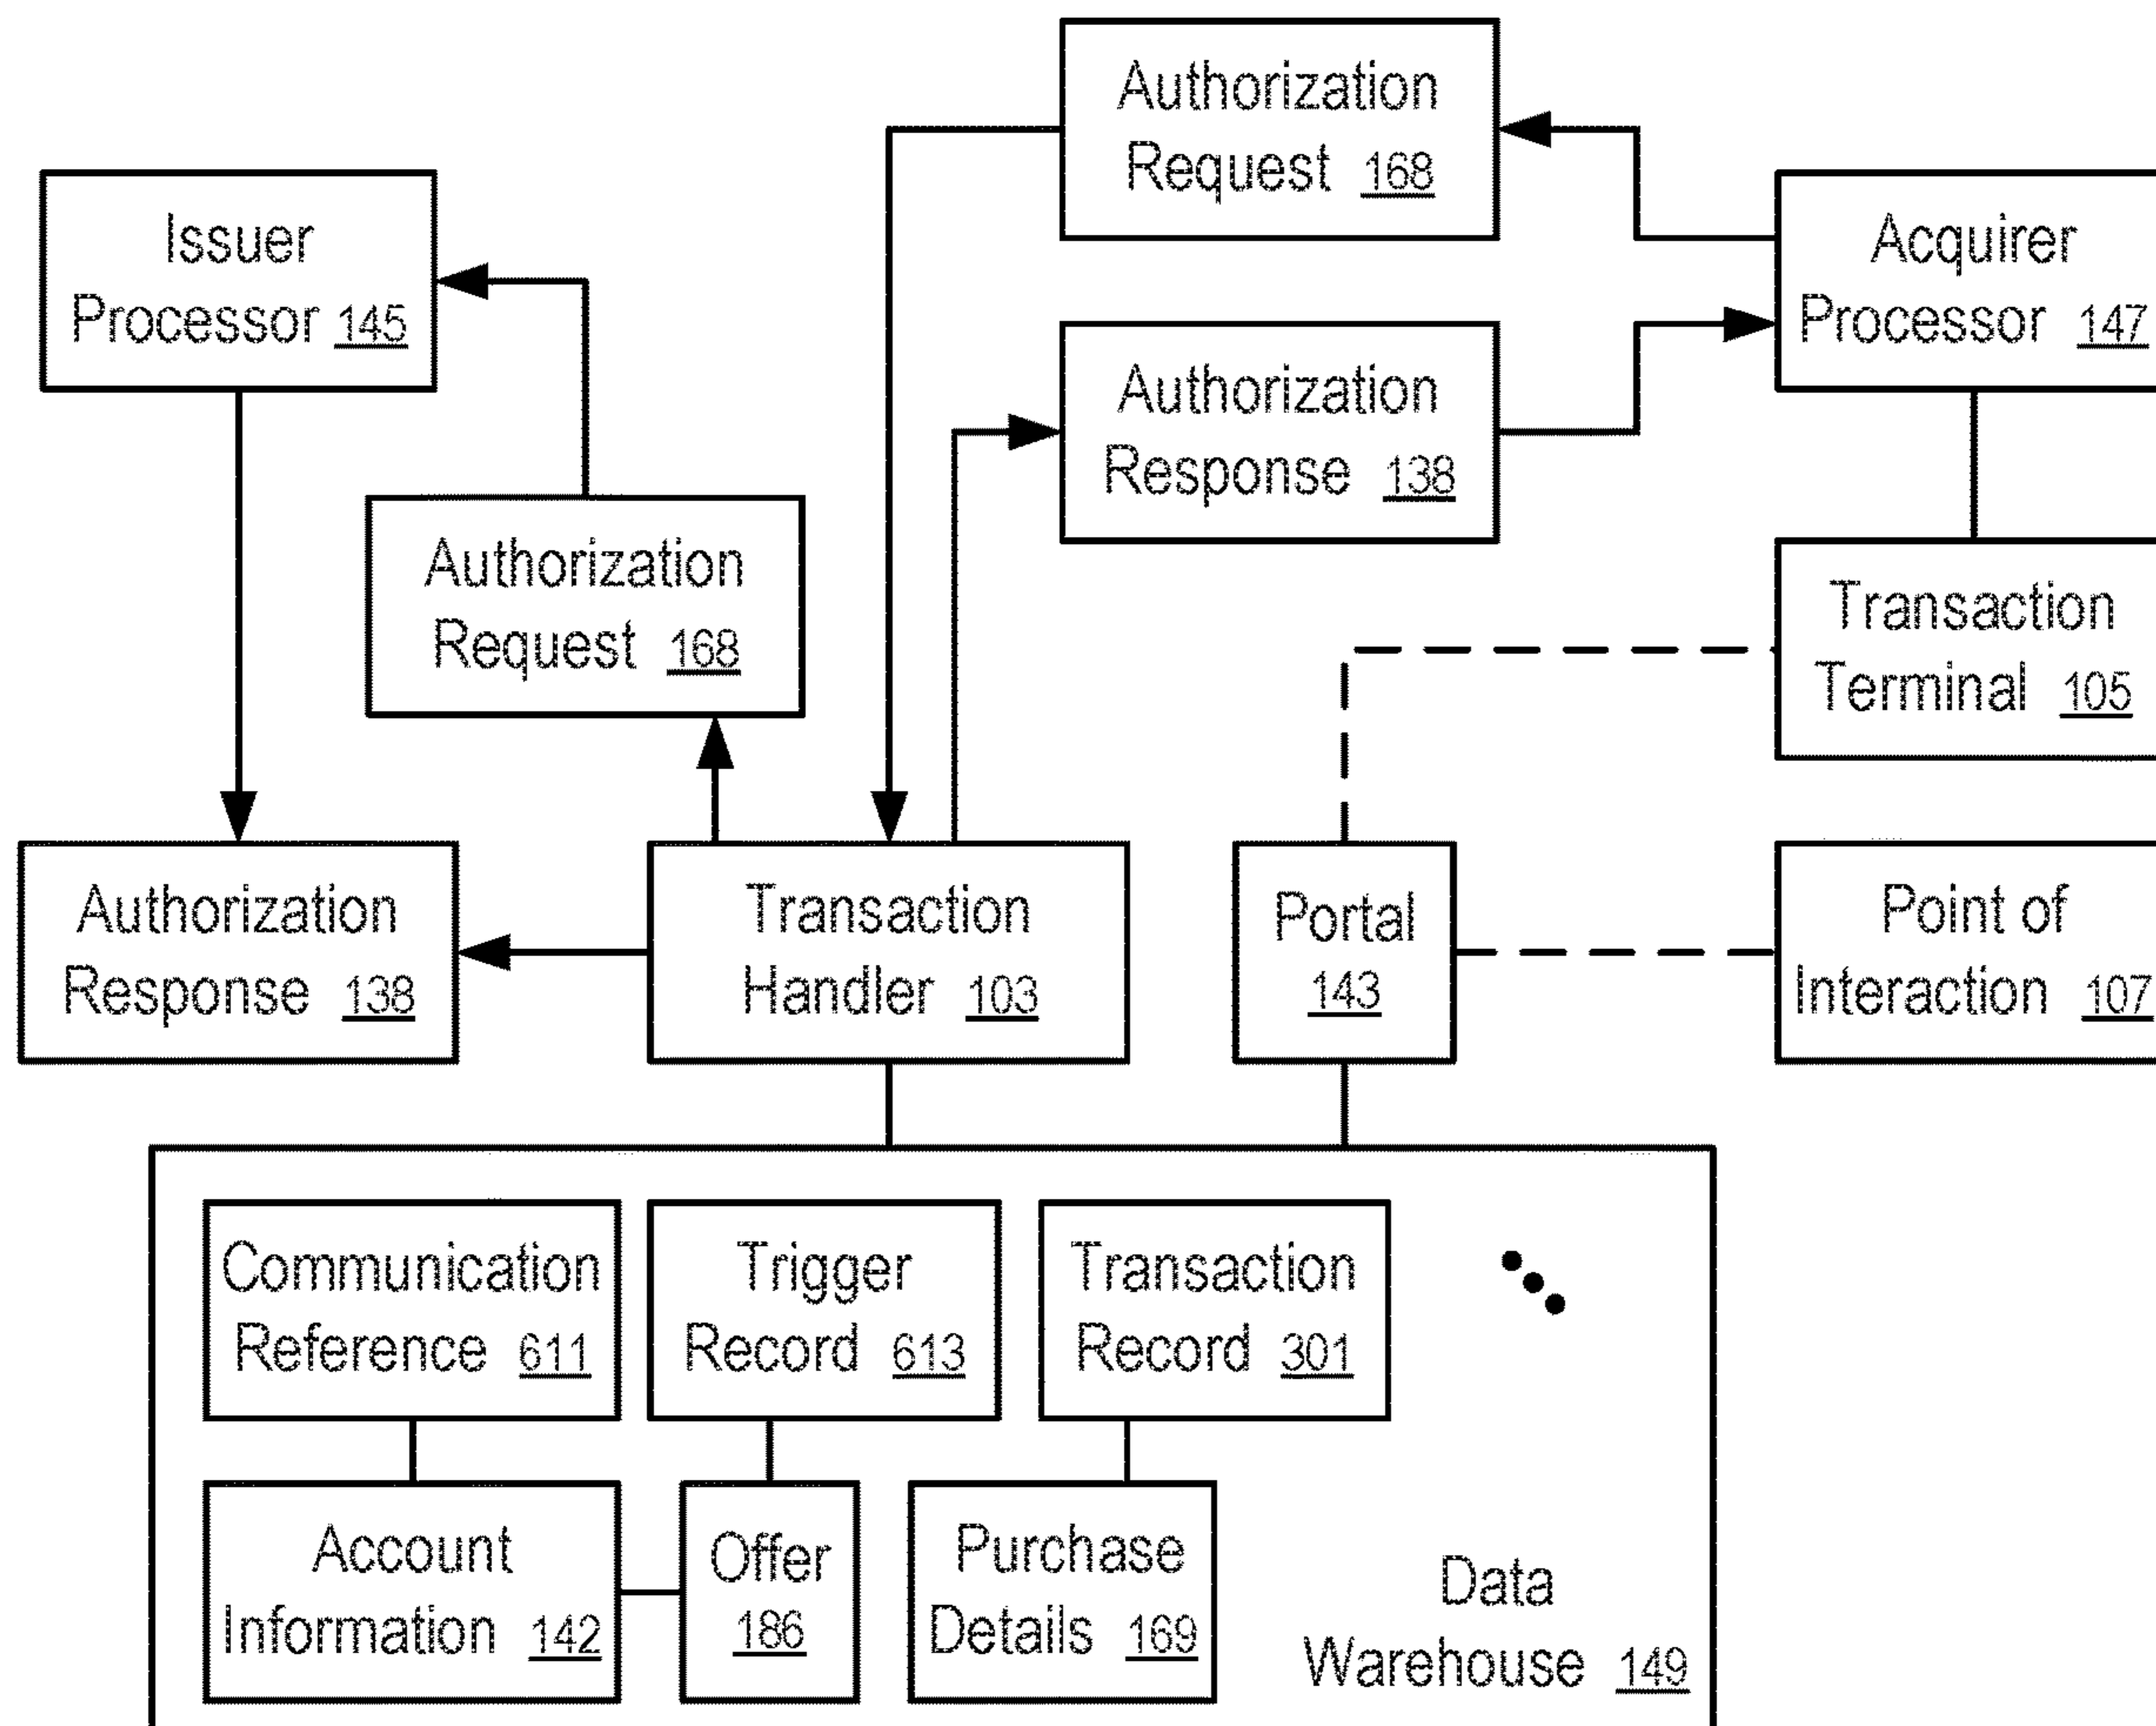 Authorization
Request 168
Issuer
Processor 145
Acquirer
Processor 147
Authorization
Response 138
Authorization
Request 168
Transaction
Terminal 105
Authorization
Response 138
Transaction
Handler 103
Portal
143
Point of
Interaction 107
Communication
Reference 611
Trigger
Record 613
Transaction
Record 301
Account
Information 142
Offer
186
Purchase
Details 169
Data
Warehouse 149